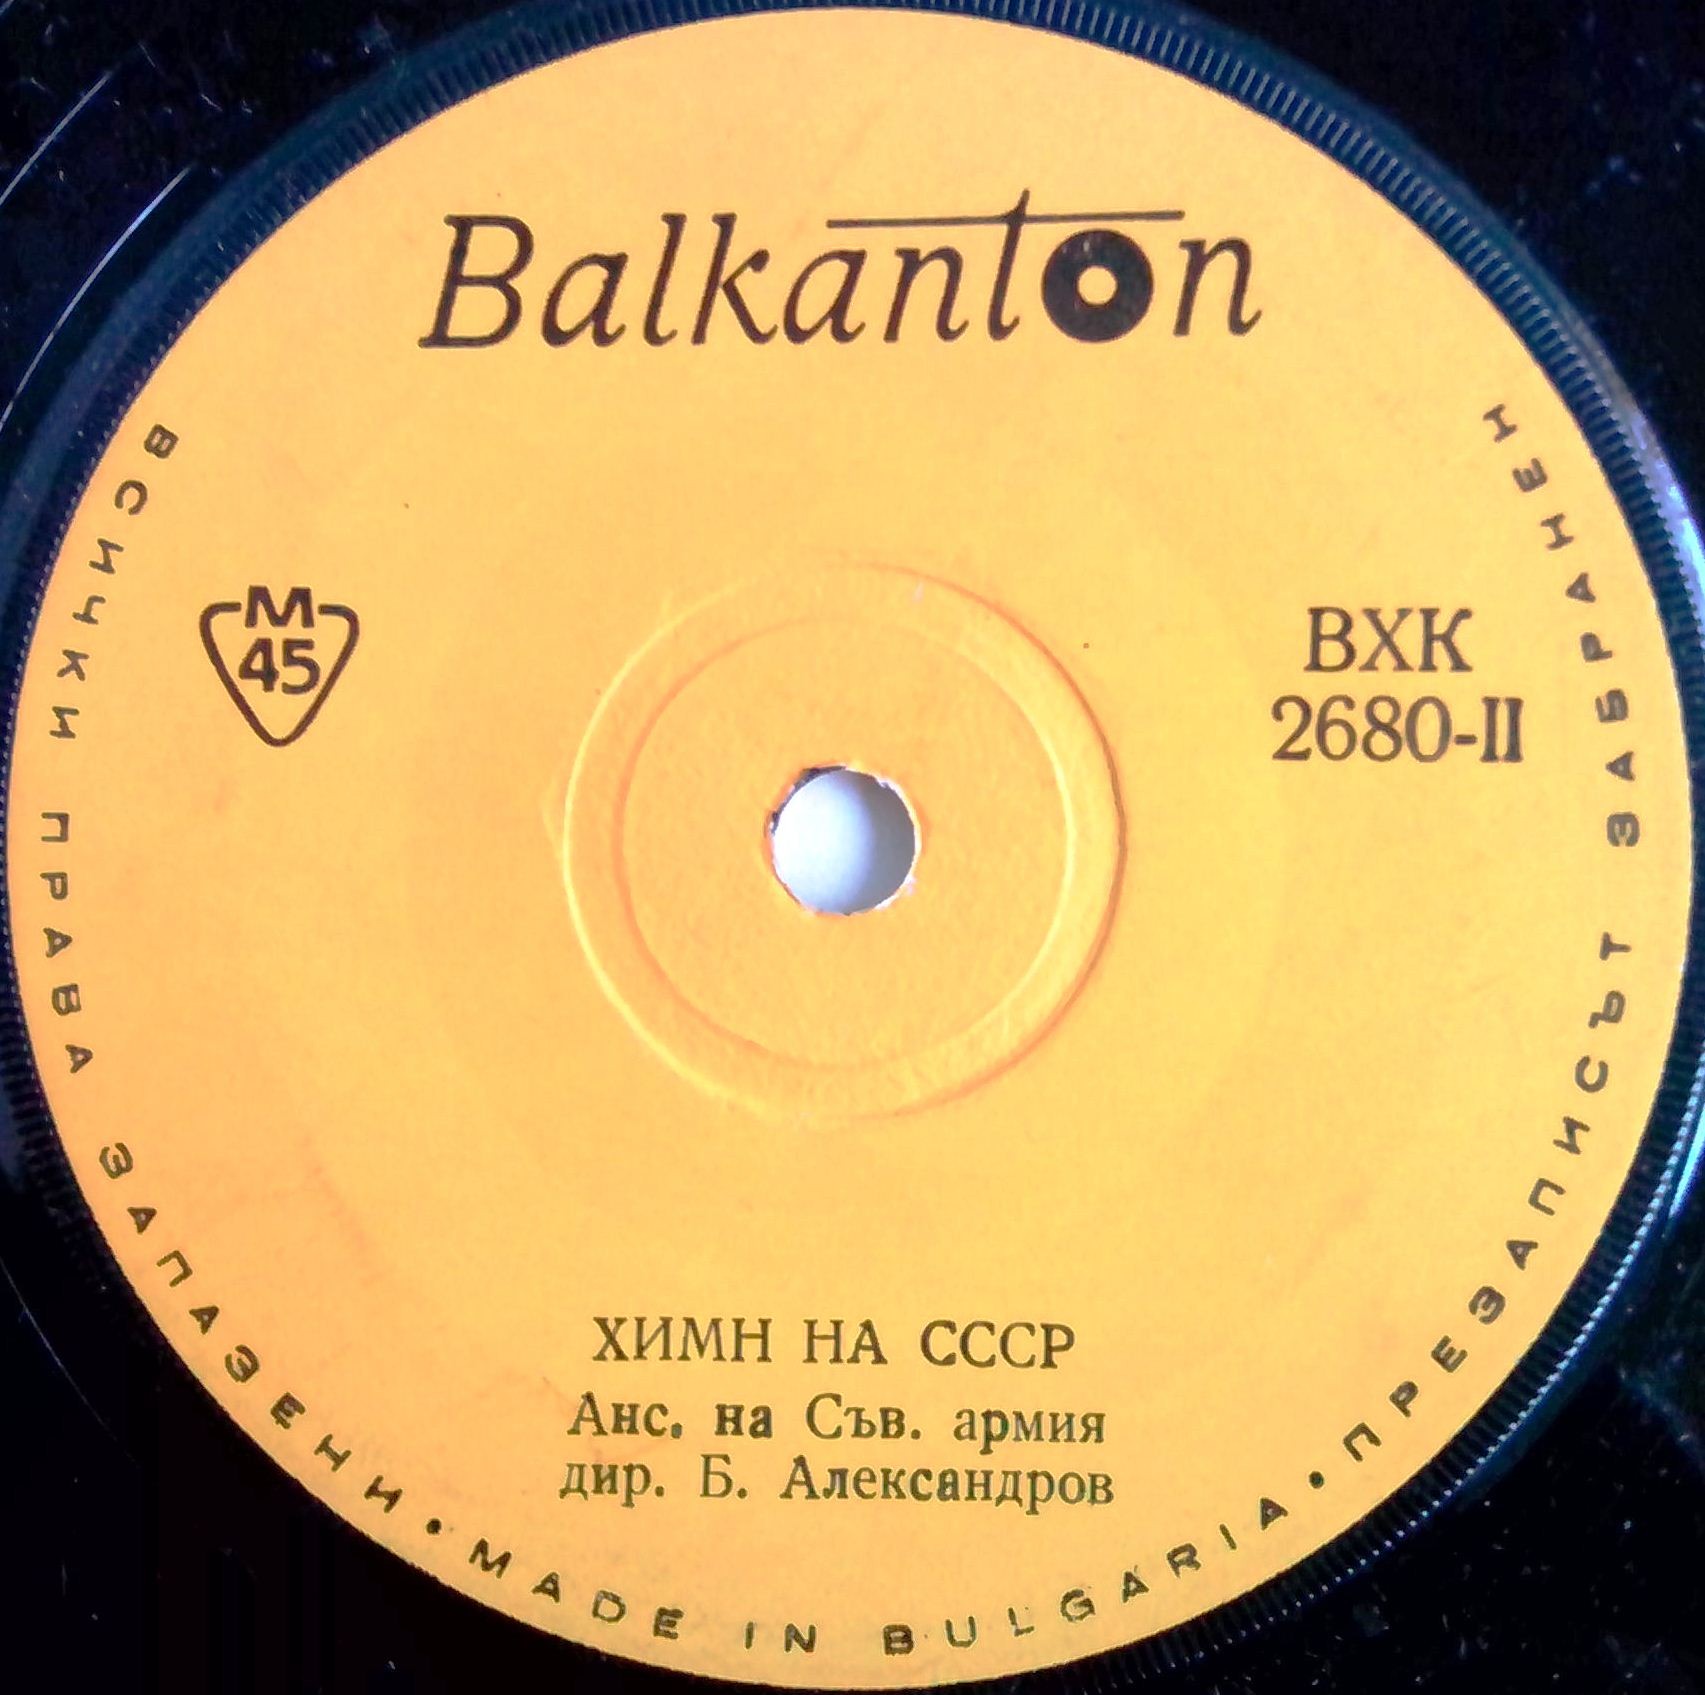 Balkanton
М
45
ВХК
2680-II
ХИМН НА СССР
Анс. на Съв. армия
дир. Б. Александров
ВСИЧКИ ПРАВА ЗАПАЗЕНИ • MADE IN BULGARIA • ПРЕЗАПИСЪТ ЗАБРАНЕН